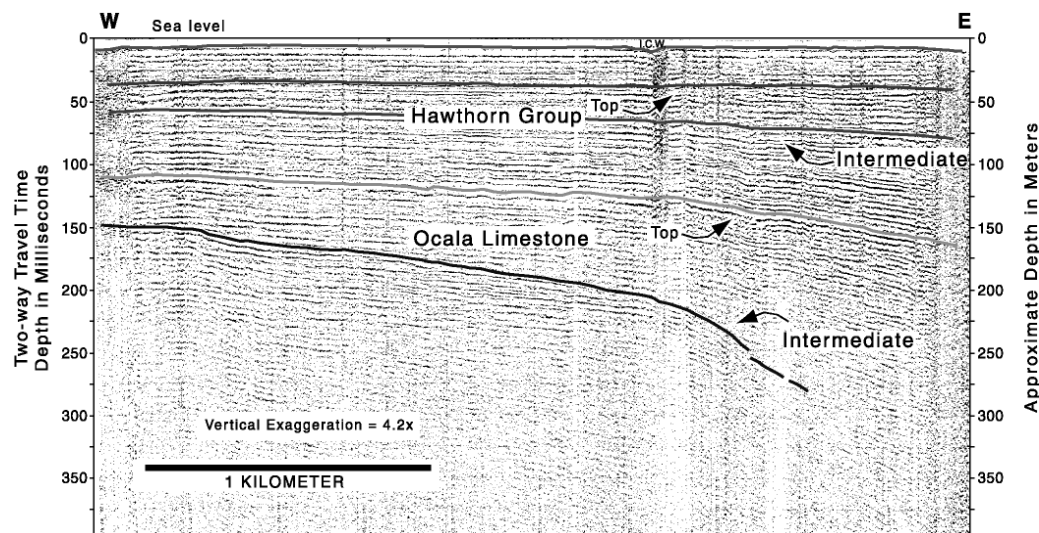 W
Sea level
E
I.C.W
0
50
100
150
200
250
300
350
Two-way Travel Time
Depth in Milliseconds
Top
Hawthorn Group
Intermediate
Top
Ocala Limestone
Intermediate
Vertical Exaggeration = 4.2x
1 KILOMETER
0
50
100
150
200
250
300
350
Approximate Depth in Meters